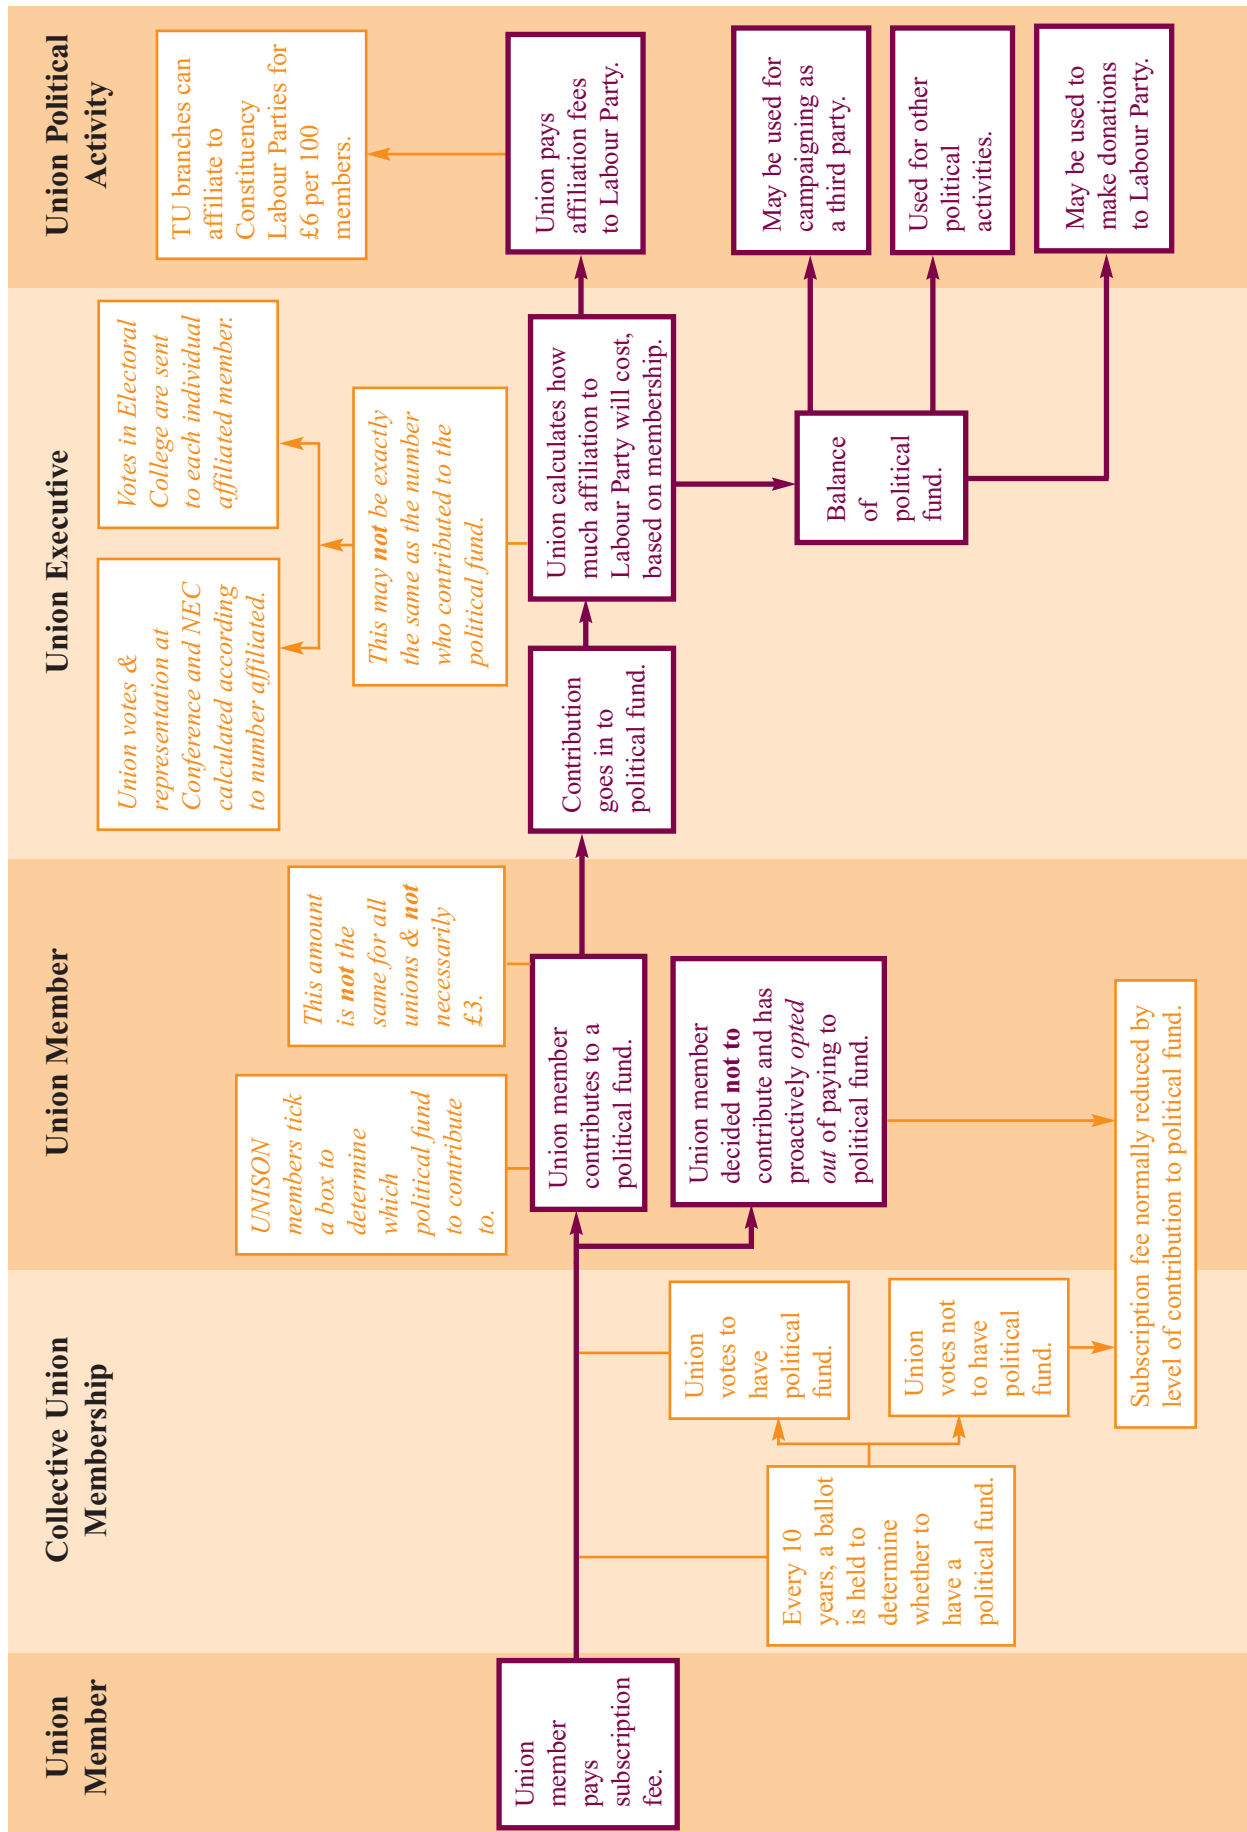 Union
Member
Collective Union
Membership
Union Member
Union Executive
Union Political
Activity
Union
member
pays
subscription
fee.
Every 10
years, a ballot
is held to
determine
whether to
have a
political fund.
Union
votes to
have
political
fund.
Union
votes not
to have
political
fund.
Subscription fee normally reduced by
level of contribution to political fund.
UNISON
members tick
a box to
determine
which
political fund
to contribute
to.
This amount
is not the
same for all
unions & not
necessarily
£3.
Union member
contributes to a
political fund.
Union member
decided not to
contribute and has
proactively opted
out of paying to
political fund.
Union votes &
representation at
Conference and NEC
calculated according
to number affiliated.
Votes in Electoral
College are sent
to each individual
affiliated member.
This may not be exactly
the same as the number
who contributed to the
political fund.
Contribution
goes in to
political fund.
Union calculates how
much affiliation to
Labour Party will cost,
based on membership.
Balance
of
political
fund.
TU branches can
affiliate to
Constituency
Labour Parties for
£6 per 100
members.
Union pays
affiliation fees
to Labour Party.
May be used for
campaigning as
a third party.
Used for other
political
activities.
May be used to
make donations
to Labour Party.